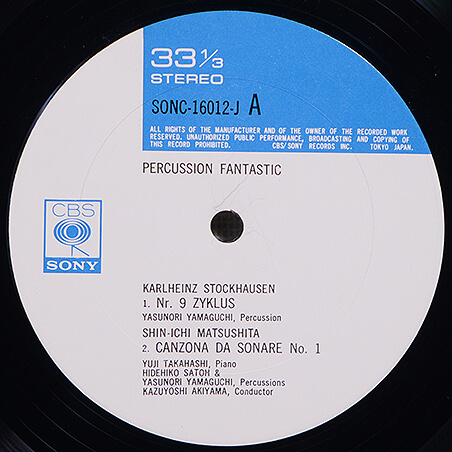 33 1/3
STEREO
SONC-16012-J A
ALL RIGHTS OF THE MANUFACTURER AND OF THE OWNER OF THE RECORDED WORK
RESERVED. UNAUTHORIZED PUBLIC PERFORMANCE, BROADCASTING AND COPYING OF
THIS RECORD PROHIBITED. CBS/SONY RECORDS INC. TOKYO JAPAN.
PERCUSSION FANTASTIC
CBS
SONY
KARLHEINZ STOCKHAUSEN
1. Nr. 9 ZYKLUS
YASUNORI YAMAGUCHI, Percussion
SHIN-ICHI MATSUSHITA
2. CANZONA DA SONARE No. 1
YUJI TAKAHASHI, Piano
HIDEHIKO SATOH &
YASUNORI YAMAGUCHI, Percussions
KAZUYOSHI AKIYAMA, Conductor